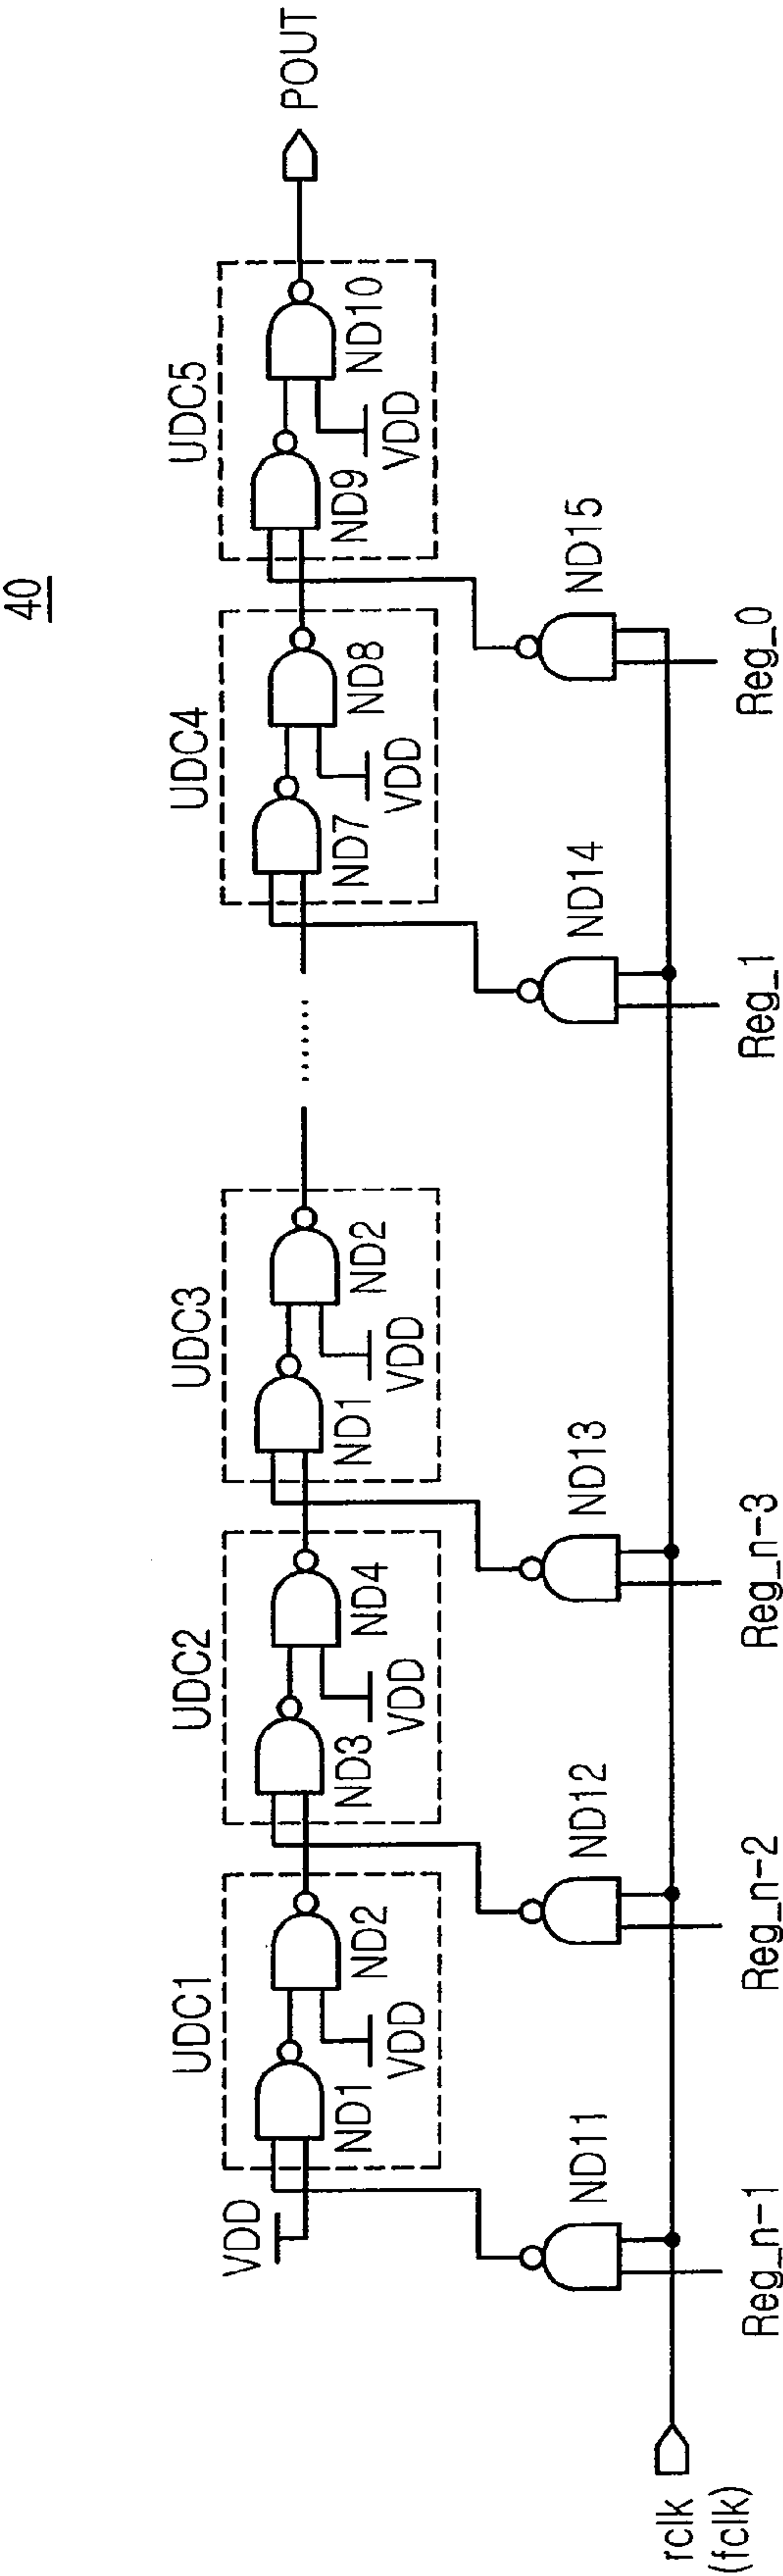 40
UDC1 UDC2 UDC3 UDC4 UDC5
VDD
ND1 ND2 ND3 ND4 ND1 ND2 ND7 ND8 ND9 ND10 POUT
VDD VDD VDD VDD VDD
......
ND11 ND12 ND13 ND14 ND15
rclk
(fclk)
Reg_n-1 Reg_n-2 Reg_n-3 Reg_1 Reg_0